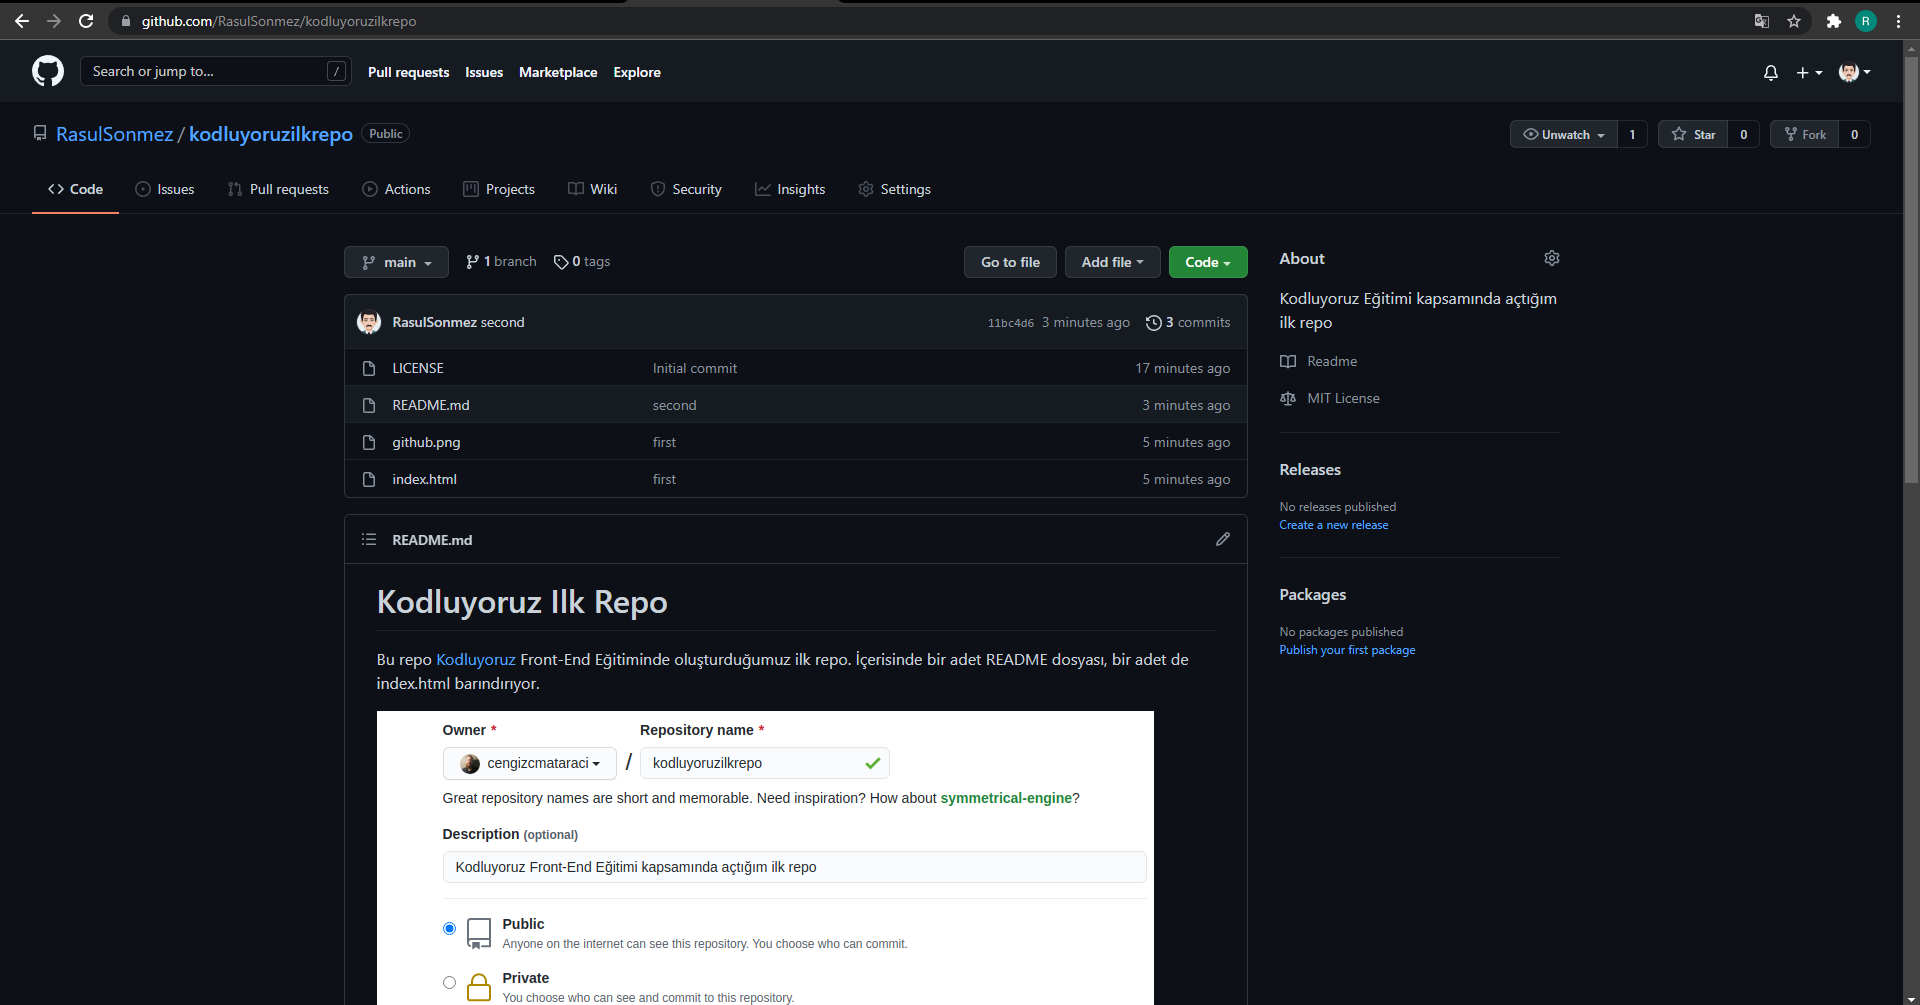 github.com/RasulSonmez/kodluyoruzilkrepo
R
Search or jump to... /
Pull requests Issues Marketplace Explore
RasulSonmez / kodluyoruzilkrepo Public
Unwatch 1 Star 0 Fork 0
Code Issues Pull requests Actions Projects Wiki Security Insights Settings
main 1 branch 0 tags Go to file Add file Code
RasulSonmez second 11bc4d6 3 minutes ago 3 commits
LICENSE Initial commit 17 minutes ago
README.md second 3 minutes ago
github.png first 5 minutes ago
index.html first 5 minutes ago
README.md
Kodluyoruz Ilk Repo
Bu repo Kodluyoruz Front-End Eğitiminde oluşturduğumuz ilk repo. İçerisinde bir adet README dosyası, bir adet de
index.html barındırıyor.
Owner * Repository name *
cengizcmataraci / kodluyoruzilkrepo
Great repository names are short and memorable. Need inspiration? How about symmetrical-engine?
Description (optional)
Kodluyoruz Front-End Eğitimi kapsamında açtığım ilk repo
Public
Anyone on the internet can see this repository. You choose who can commit.
Private
You choose who can see and commit to this repository.
About
Kodluyoruz Eğitimi kapsamında açtığım
ilk repo
Readme
MIT License
Releases
No releases published
Create a new release
Packages
No packages published
Publish your first package